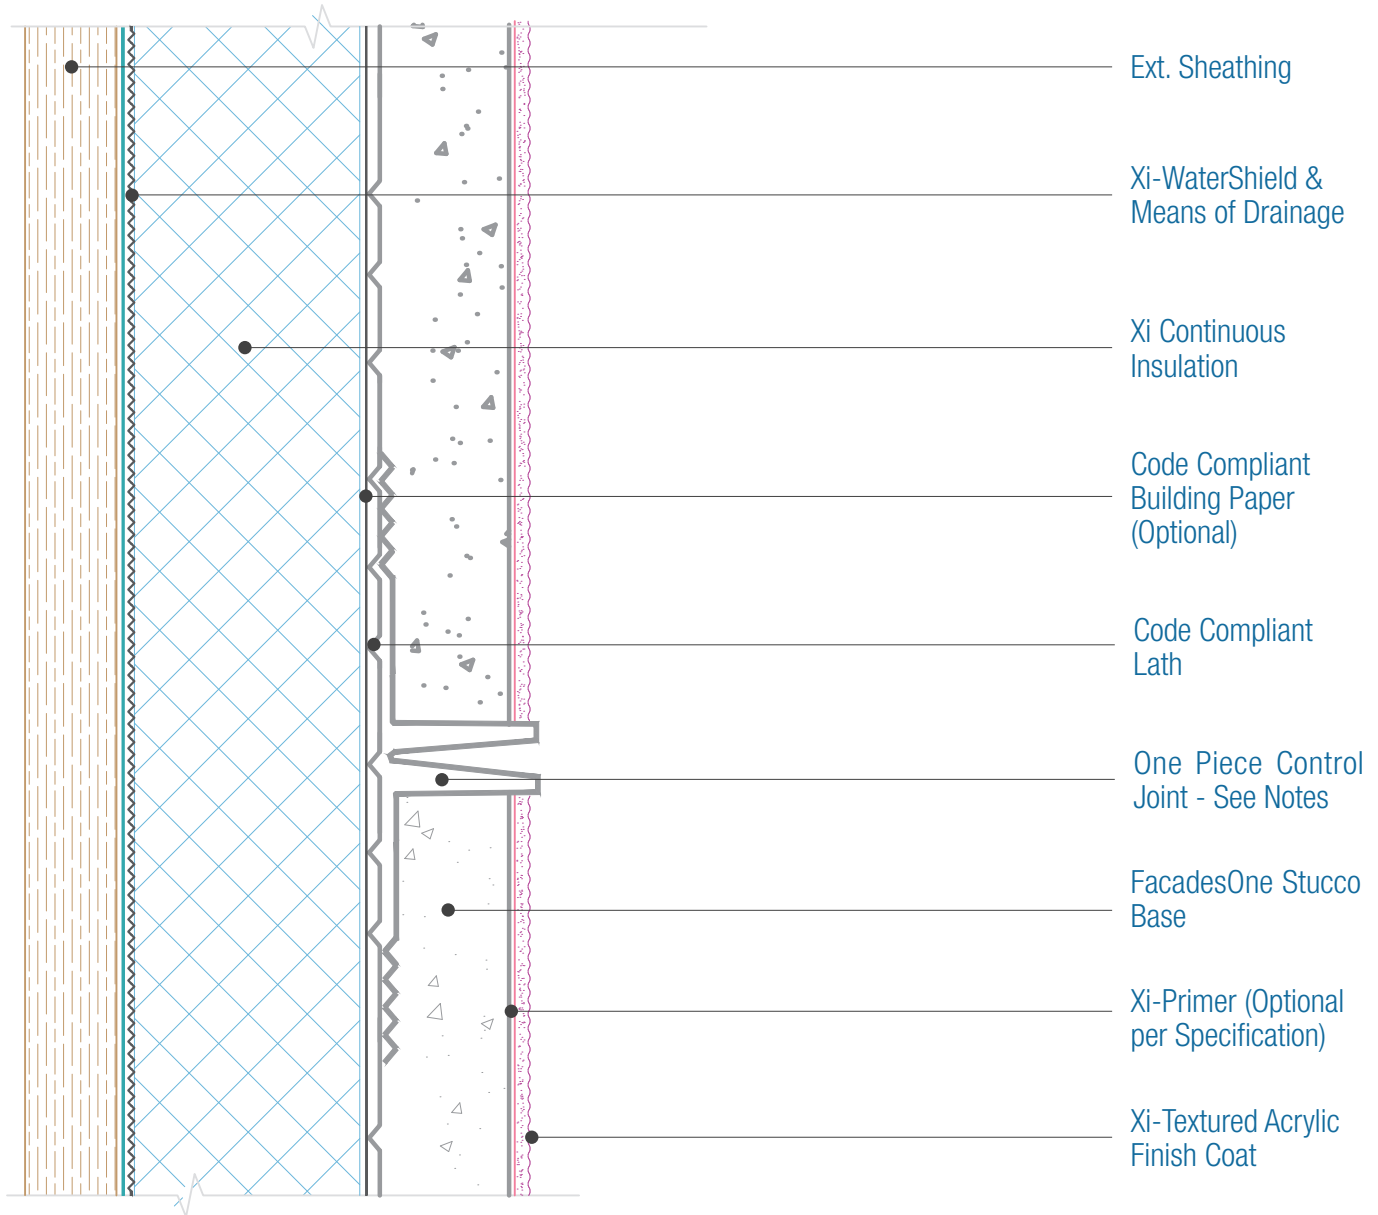 Ext. Sheathing
Xi-WaterShield &
Means of Drainage
Xi Continuous
Insulation
Code Compliant
Building Paper
(Optional)
Code Compliant
Lath
One Piece Control
Joint - See Notes
FacadesOne Stucco
Base
Xi-Primer (Optional
per Specification)
Xi-Textured Acrylic
Finish Coat